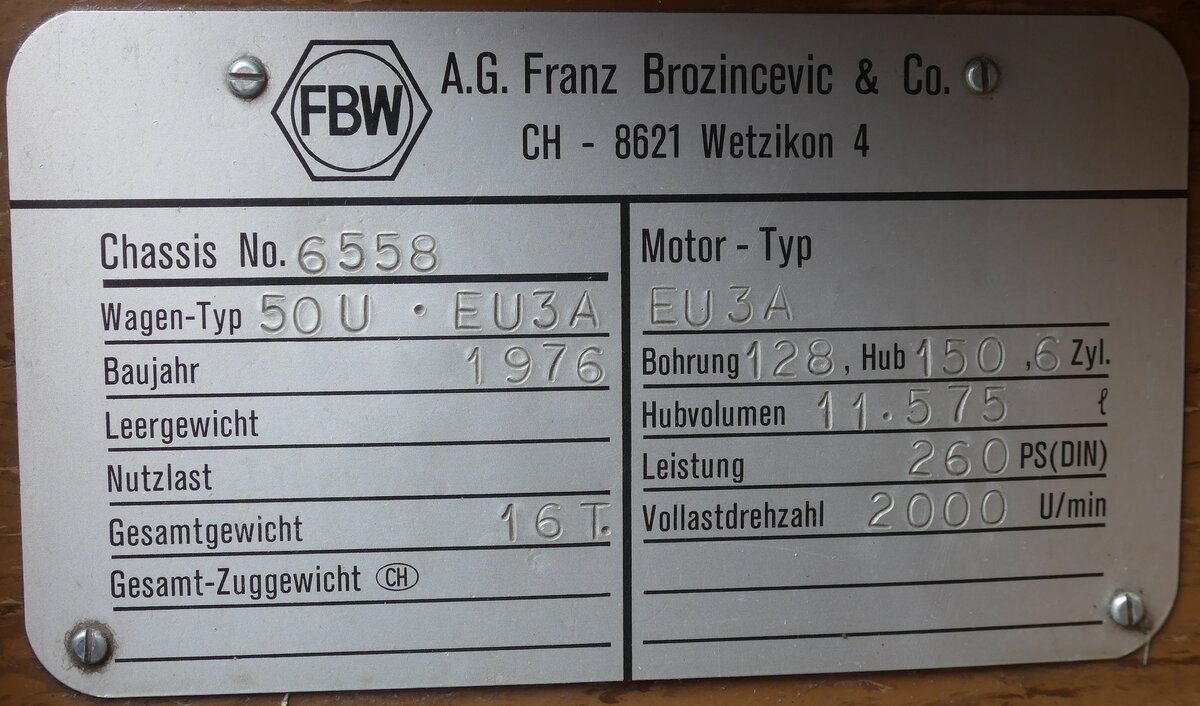 FBW
A.G. Franz Brozincevic & Co.
CH - 8621 Wetzikon 4
Chassis No. 6558
Wagen-Typ 50U · EU3A
Baujahr 1976
Leergewicht
Nutzlast
Gesamtgewicht 16T.
Gesamt-Zuggewicht CH
Motor - Typ
EU3A
Bohrung 128, Hub 150, 6 Zyl.
Hubvolumen 11.575 ℓ
Leistung 260 PS(DIN)
Vollastdrehzahl 2000 U/min